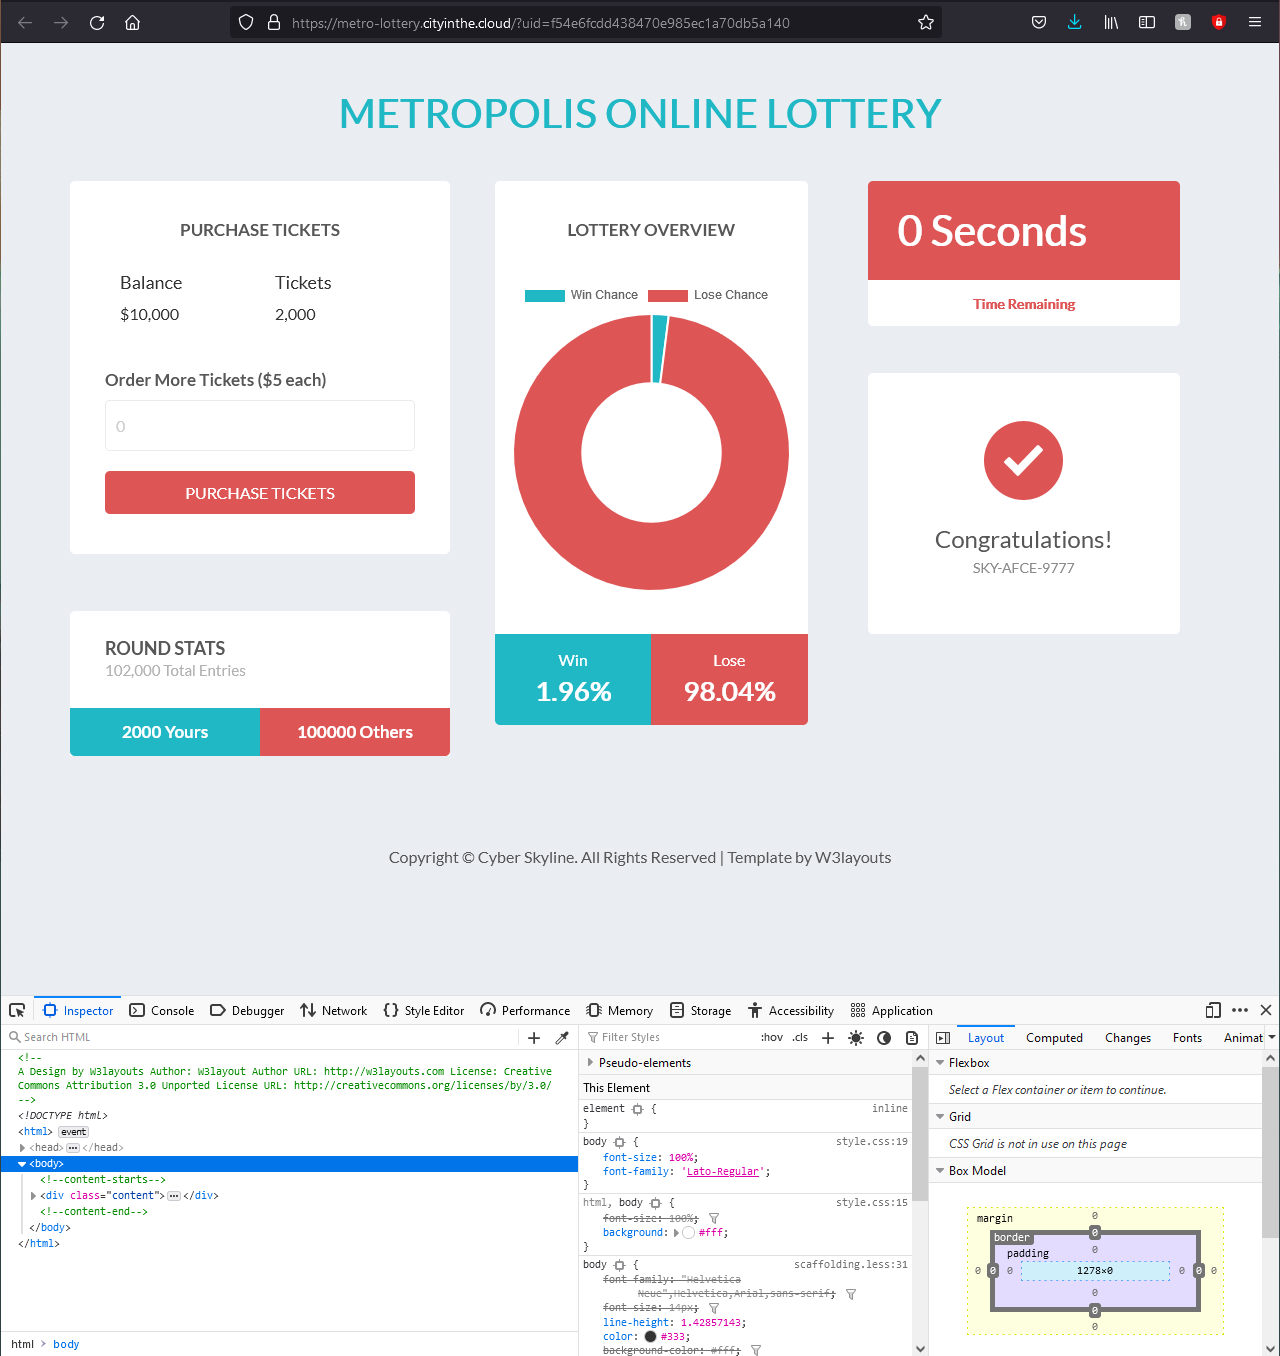 https://metro-lottery.cityinthe.cloud/?uid=f54e6fcdd438470e985ec1a70db5a140
METROPOLIS ONLINE LOTTERY
PURCHASE TICKETS
Balance Tickets
$10,000 2,000
Order More Tickets ($5 each)
0
PURCHASE TICKETS
ROUND STATS
102,000 Total Entries
2000 Yours 100000 Others
LOTTERY OVERVIEW
Win Chance Lose Chance
Win Lose
1.96% 98.04%
0 Seconds
Time Remaining
Congratulations!
SKY-AFCE-9777
Copyright © Cyber Skyline. All Rights Reserved | Template by W3layouts
Inspector Console Debugger Network Style Editor Performance Memory Storage Accessibility Application
Search HTML
<!--
A Design by W3layouts Author: W3layout Author URL: http://w3layouts.com License: Creative
Commons Attribution 3.0 Unported License URL: http://creativecommons.org/licenses/by/3.0/
-->
<!DOCTYPE html>
<html> event
<head> ··· </head>
<body>
<!--content-starts-->
<div class="content"> ··· </div>
<!--content-end-->
</body>
</html>
html > body
Filter Styles :hov .cls +
Pseudo-elements
This Element
element { inline
}
body { style.css:19
font-size: 100%;
font-family: 'Lato-Regular';
}
html, body { style.css:15
font-size: 100%;
background: #fff;
}
body { scaffolding.less:31
font-family: "Helvetica
Neue",Helvetica,Arial,sans-serif;
font-size: 14px;
line-height: 1.42857143;
color: #333;
background-color: #fff;
Layout Computed Changes Fonts Animat
Flexbox
Select a Flex container or item to continue.
Grid
CSS Grid is not in use on this page
Box Model
margin 0
border 0
padding 0
0 0 0 1278×0 0 0 0
0
0
0